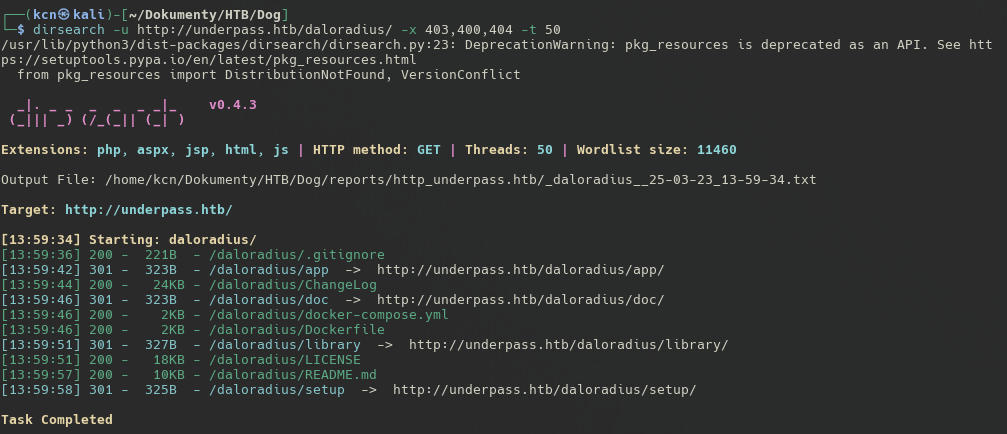 ┌──(kcn㉿kali)-[~/Dokumenty/HTB/Dog]
└─$ dirsearch -u http://underpass.htb/daloradius/ -x 403,400,404 -t 50
/usr/lib/python3/dist-packages/dirsearch/dirsearch.py:23: DeprecationWarning: pkg_resources is deprecated as an API. See htt
ps://setuptools.pypa.io/en/latest/pkg_resources.html
  from pkg_resources import DistributionNotFound, VersionConflict
  _|. _ _  _  _  _ _|_    v0.4.3
 (_||| _) (/_(_|| (_| )
Extensions: php, aspx, jsp, html, js | HTTP method: GET | Threads: 50 | Wordlist size: 11460
Output File: /home/kcn/Dokumenty/HTB/Dog/reports/http_underpass.htb/_daloradius__25-03-23_13-59-34.txt
Target: http://underpass.htb/
[13:59:34] Starting: daloradius/
[13:59:36] 200 -  221B  - /daloradius/.gitignore
[13:59:42] 301 -  323B  - /daloradius/app  ->  http://underpass.htb/daloradius/app/
[13:59:44] 200 -   24KB - /daloradius/ChangeLog
[13:59:46] 301 -  323B  - /daloradius/doc  ->  http://underpass.htb/daloradius/doc/
[13:59:46] 200 -    2KB - /daloradius/docker-compose.yml
[13:59:46] 200 -    2KB - /daloradius/Dockerfile
[13:59:51] 301 -  327B  - /daloradius/library  ->  http://underpass.htb/daloradius/library/
[13:59:51] 200 -   18KB - /daloradius/LICENSE
[13:59:57] 200 -   10KB - /daloradius/README.md
[13:59:58] 301 -  325B  - /daloradius/setup  ->  http://underpass.htb/daloradius/setup/
Task Completed